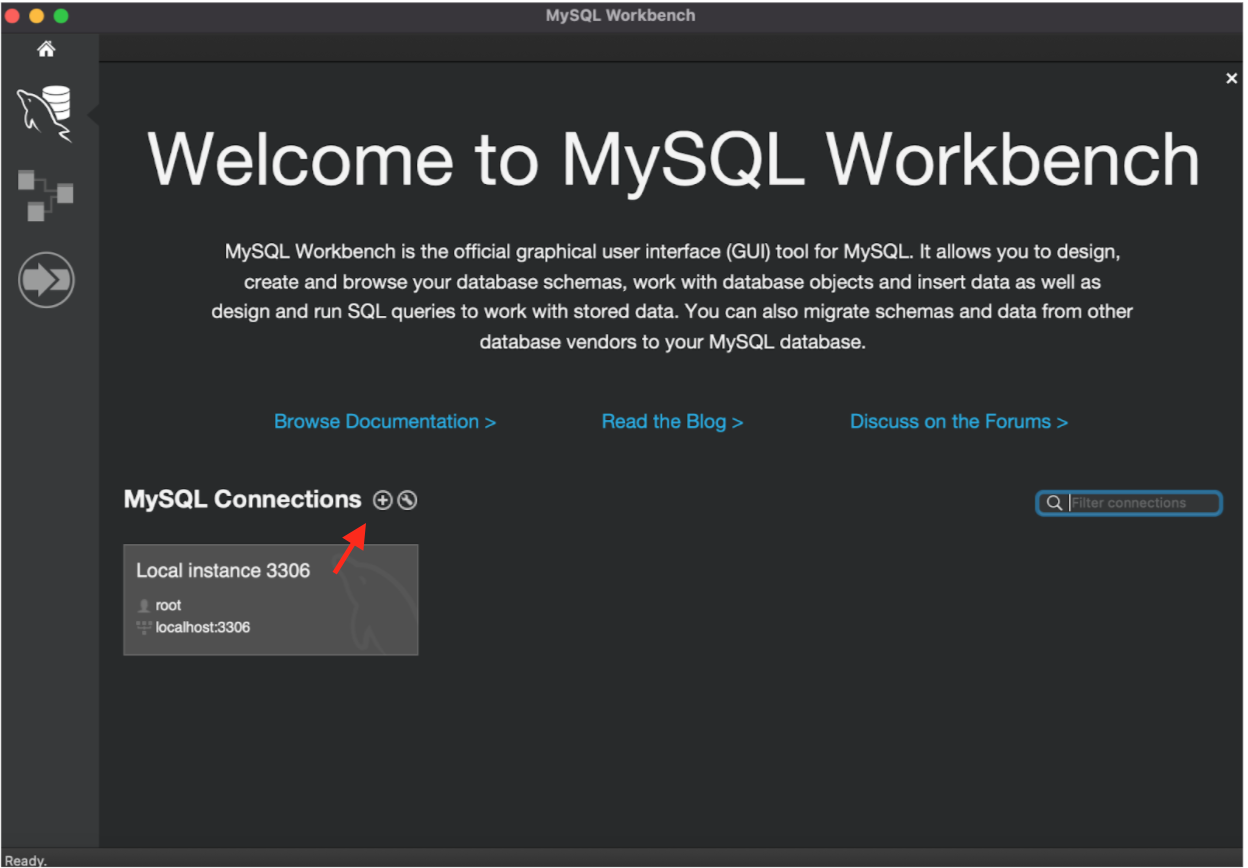 MySQL Workbench
Welcome to MySQL Workbench
MySQL Workbench is the official graphical user interface (GUI) tool for MySQL. It allows you to design,
create and browse your database schemas, work with database objects and insert data as well as
design and run SQL queries to work with stored data. You can also migrate schemas and data from other
database vendors to your MySQL database.
Browse Documentation >
Read the Blog >
Discuss on the Forums >
MySQL Connections
Filter connections
Local instance 3306
root
localhost:3306
Ready.